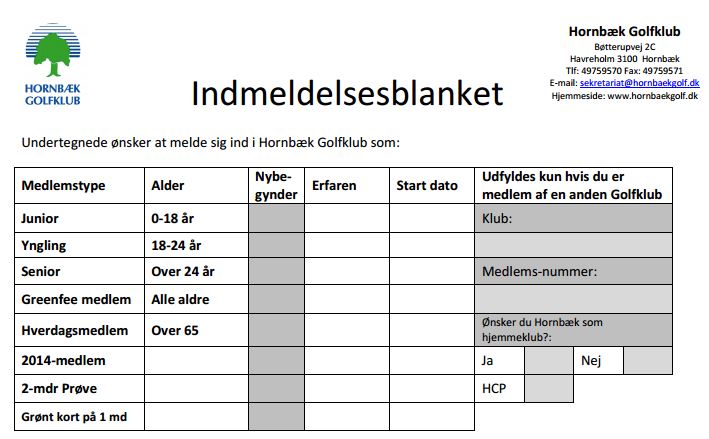 HORNBÆK
GOLFKLUB
Hornbæk Golfklub
Bøtterupvej 2C
Havreholm 3100 Hornbæk
Tlf: 49759570 Fax: 49759571
E-mail: sekretariat@hornbaekgolf.dk
Hjemmeside: www.hornbaekgolf.dk
Indmeldelsesblanket
Undertegnede ønsker at melde sig ind i Hornbæk Golfklub som:
Medlemstype Alder Nybe-gynder Erfaren Start dato Udfyldes kun hvis du er medlem af en anden Golfklub
Junior 0-18 år Klub:
Yngling 18-24 år
Senior Over 24 år Medlems-nummer:
Greenfee medlem Alle aldre
Hverdagsmedlem Over 65 Ønsker du Hornbæk som hjemmeklub?:
2014-medlem Ja Nej
2-mdr Prøve HCP
Grønt kort på 1 md